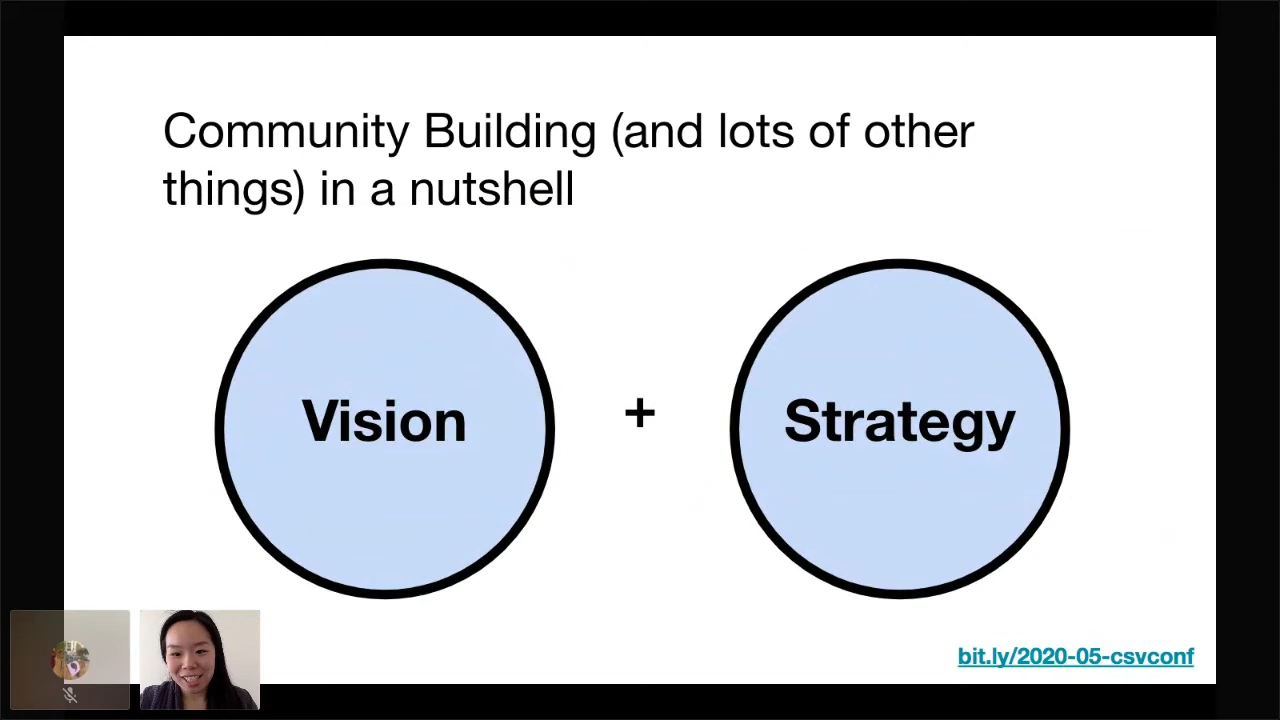 Community Building (and lots of other
things) in a nutshell
Vision
+
Strategy
bit.ly/2020-05-csvconf